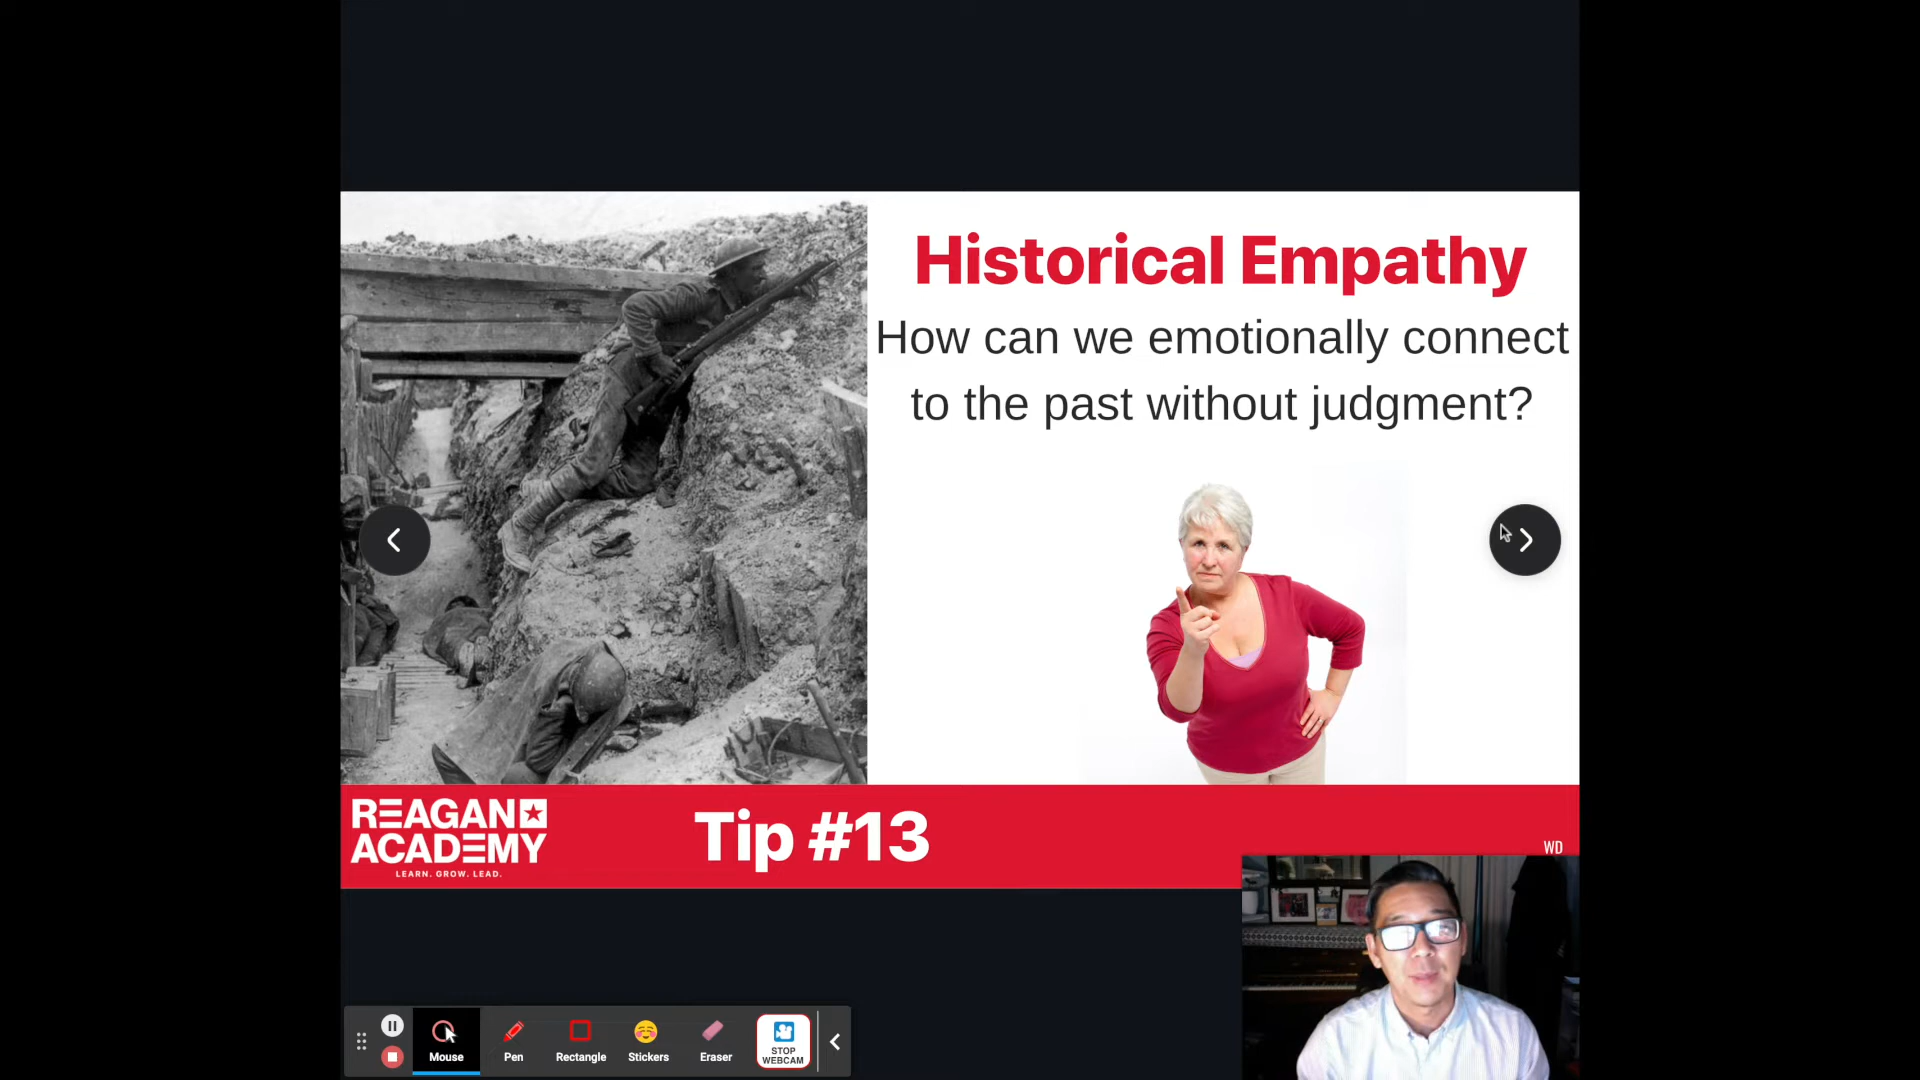 Historical Empathy
How can we emotionally connect
to the past without judgment?
REAGAN
ACADEMY
LEARN. GROW. LEAD.
Tip #13
WD
Mouse
Pen
Rectangle
Stickers
Eraser
STOP
WEBCAM